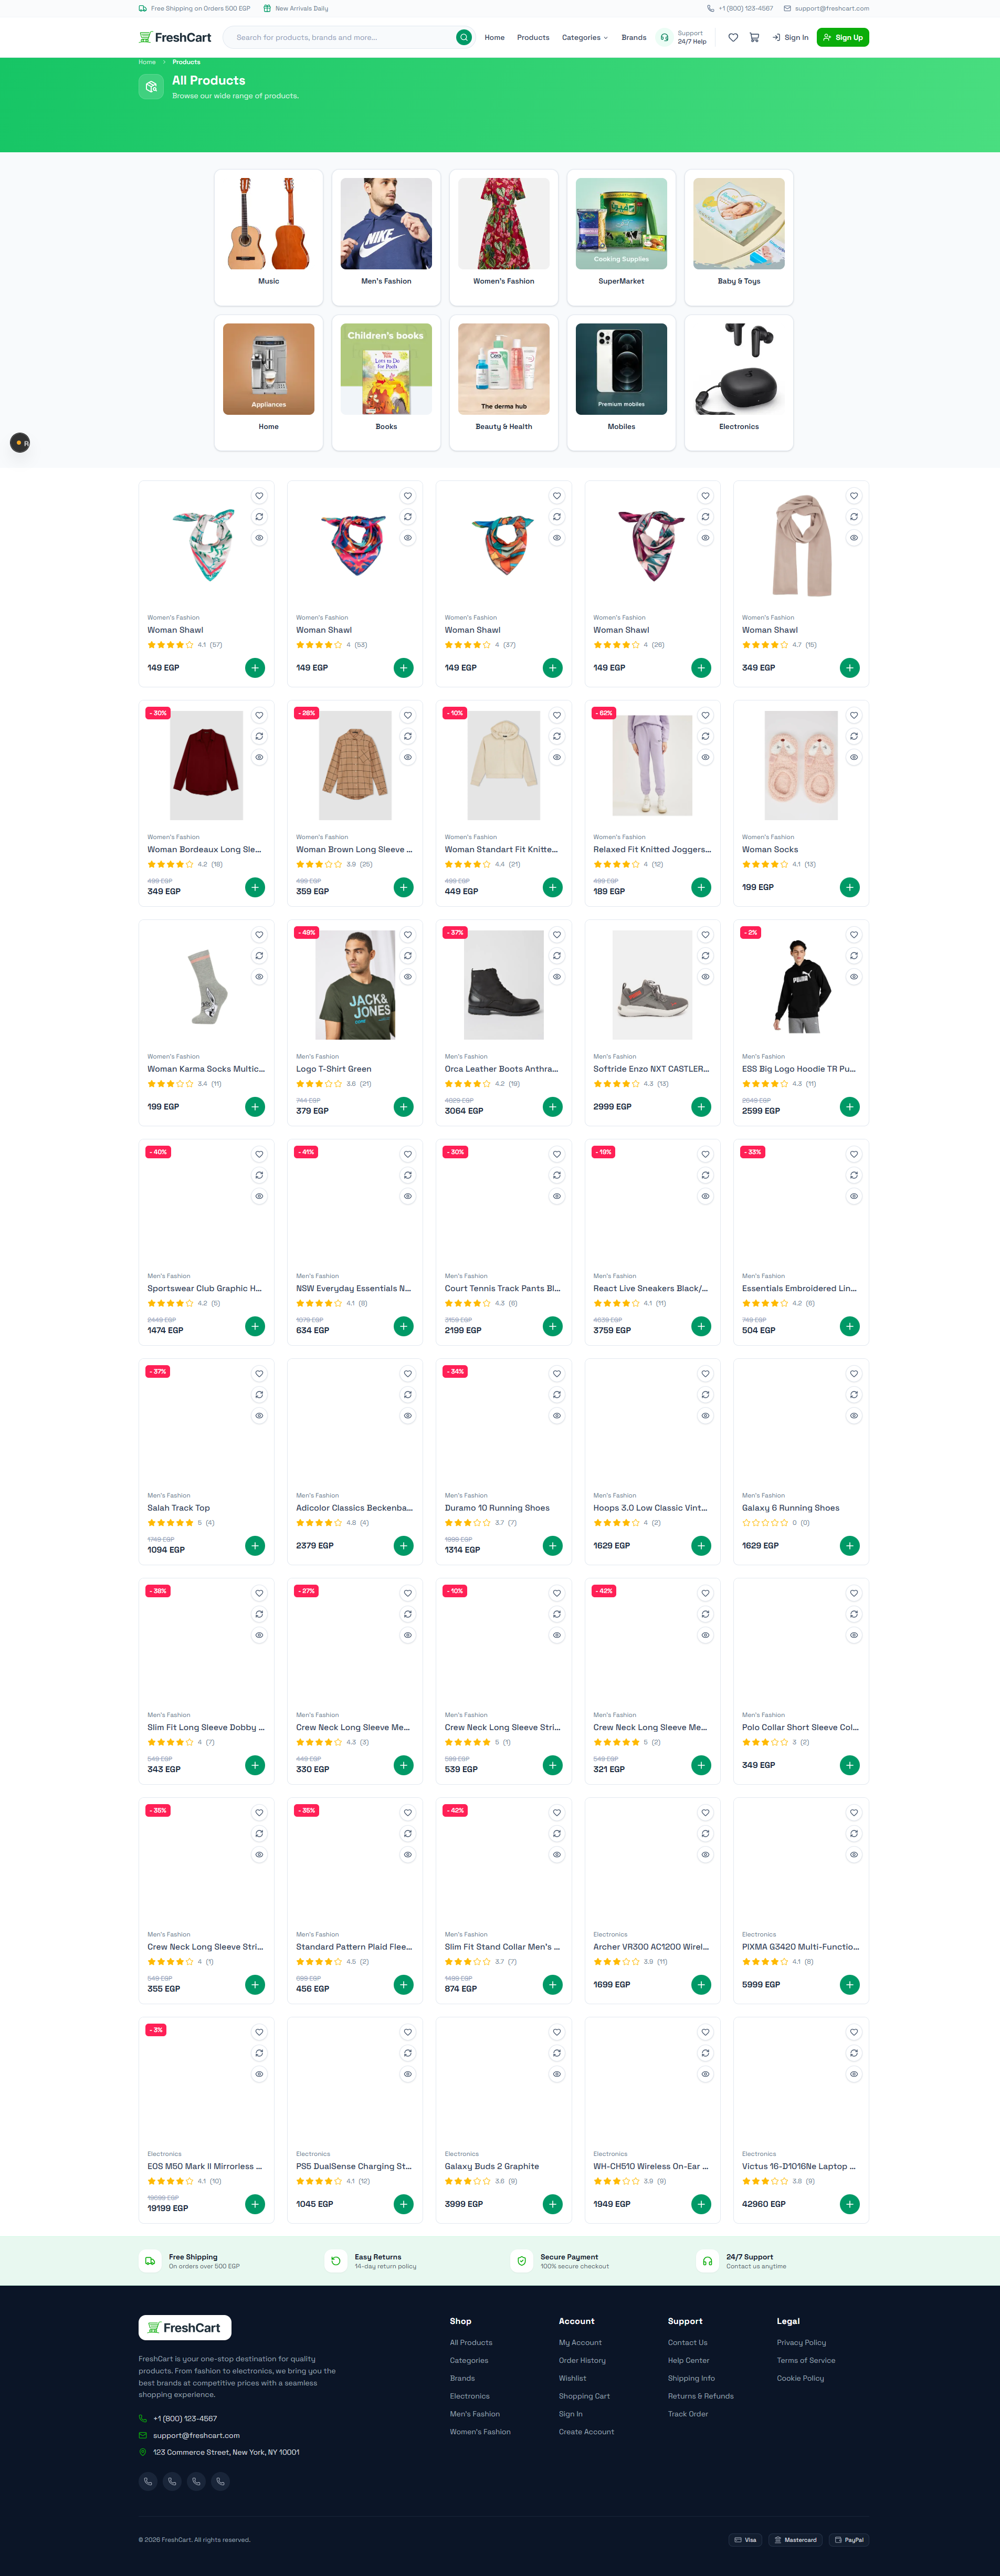 Free Shipping on Orders 500 EGP
New Arrivals Daily
+1 (800) 123-4567
support@freshcart.com
FreshCart
Search for products, brands and more...
Home
Products
Categories
Brands
Support
24/7 Help
Sign In
Sign Up
Home > Products
All Products
Browse our wide range of products.
NIKE
Cooking Supplies
Music
Men's Fashion
Women's Fashion
SuperMarket
Baby & Toys
Appliances
Children's books
The derma hub
Premium mobiles
Home
Books
Beauty & Health
Mobiles
Electronics
Women's Fashion
Woman Shawl
4.1 (57)
149 EGP
Women's Fashion
Woman Shawl
4 (53)
149 EGP
Women's Fashion
Woman Shawl
4 (37)
149 EGP
Women's Fashion
Woman Shawl
4 (28)
149 EGP
Women's Fashion
Woman Shawl
4.7 (15)
349 EGP
- 30%
Women's Fashion
Woman Bordeaux Long Sle...
4.2 (18)
499 EGP
349 EGP
- 28%
Women's Fashion
Woman Brown Long Sleeve ...
3.9 (25)
499 EGP
359 EGP
- 10%
Women's Fashion
Woman Standart Fit Knitte...
4.4 (21)
499 EGP
449 EGP
- 62%
Women's Fashion
Relaxed Fit Knitted Joggers...
4 (12)
499 EGP
189 EGP
Women's Fashion
Woman Socks
4.1 (13)
199 EGP
Women's Fashion
Woman Karma Socks Multic...
3.4 (11)
199 EGP
- 49%
JACK&
JONES
Men's Fashion
Logo T-Shirt Green
3.6 (21)
744 EGP
379 EGP
- 37%
Men's Fashion
Orca Leather Boots Anthra...
4.2 (19)
4829 EGP
3064 EGP
Men's Fashion
Softride Enzo NXT CASTLER...
4.3 (13)
2999 EGP
- 2%
PUMA
Men's Fashion
ESS Big Logo Hoodie TR Pu...
4.3 (11)
2649 EGP
2599 EGP
- 40%
Men's Fashion
Sportswear Club Graphic H...
4.2 (5)
2449 EGP
1474 EGP
- 41%
Men's Fashion
NSW Everyday Essentials N...
4.1 (8)
1079 EGP
634 EGP
- 30%
Men's Fashion
Court Tennis Track Pants Bl...
4.3 (6)
3159 EGP
2199 EGP
- 19%
Men's Fashion
React Live Sneakers Black/...
4.1 (11)
4639 EGP
3759 EGP
- 33%
Men's Fashion
Essentials Embroidered Lin...
4.2 (6)
749 EGP
504 EGP
- 37%
Men's Fashion
Salah Track Top
5 (4)
1749 EGP
1094 EGP
Men's Fashion
Adicolor Classics Beckenba...
4.8 (4)
2379 EGP
- 34%
Men's Fashion
Duramo 10 Running Shoes
3.7 (7)
1999 EGP
1314 EGP
Men's Fashion
Hoops 3.0 Low Classic Vint...
4 (2)
1629 EGP
Men's Fashion
Galaxy 6 Running Shoes
0 (0)
1629 EGP
- 38%
Men's Fashion
Slim Fit Long Sleeve Dobby ...
4 (7)
549 EGP
343 EGP
- 27%
Men's Fashion
Crew Neck Long Sleeve Me...
4.3 (3)
449 EGP
330 EGP
- 10%
Men's Fashion
Crew Neck Long Sleeve Stri...
5 (1)
599 EGP
539 EGP
- 42%
Men's Fashion
Crew Neck Long Sleeve Me...
5 (2)
549 EGP
321 EGP
Men's Fashion
Polo Collar Short Sleeve Col...
3 (2)
349 EGP
- 35%
Men's Fashion
Crew Neck Long Sleeve Stri...
4 (1)
549 EGP
355 EGP
- 35%
Men's Fashion
Standard Pattern Plaid Flee...
4.5 (2)
699 EGP
456 EGP
- 42%
Men's Fashion
Slim Fit Stand Collar Men's ...
3.7 (7)
1499 EGP
874 EGP
Electronics
Archer VR300 AC1200 Wirel...
3.9 (11)
1699 EGP
Electronics
PIXMA G3420 Multi-Functio...
4.1 (8)
5999 EGP
- 3%
Electronics
EOS M50 Mark II Mirrorless ...
4.1 (10)
19699 EGP
19199 EGP
Electronics
PS5 DualSense Charging St...
4.1 (12)
1045 EGP
Electronics
Galaxy Buds 2 Graphite
3.6 (9)
3999 EGP
Electronics
WH-CH510 Wireless On-Ear ...
3.9 (9)
1949 EGP
Electronics
Victus 16-D1016Ne Laptop ...
3.8 (9)
42960 EGP
Free Shipping
On orders over 500 EGP
Easy Returns
14-day return policy
Secure Payment
100% secure checkout
24/7 Support
Contact us anytime
FreshCart
FreshCart is your one-stop destination for quality
products. From fashion to electronics, we bring you the
best brands at competitive prices with a seamless
shopping experience.
+1 (800) 123-4567
support@freshcart.com
123 Commerce Street, New York, NY 10001
Shop
All Products
Categories
Brands
Electronics
Men's Fashion
Women's Fashion
Account
My Account
Order History
Wishlist
Shopping Cart
Sign In
Create Account
Support
Contact Us
Help Center
Shipping Info
Returns & Refunds
Track Order
Legal
Privacy Policy
Terms of Service
Cookie Policy
© 2026 FreshCart. All rights reserved.
Visa
Mastercard
PayPal